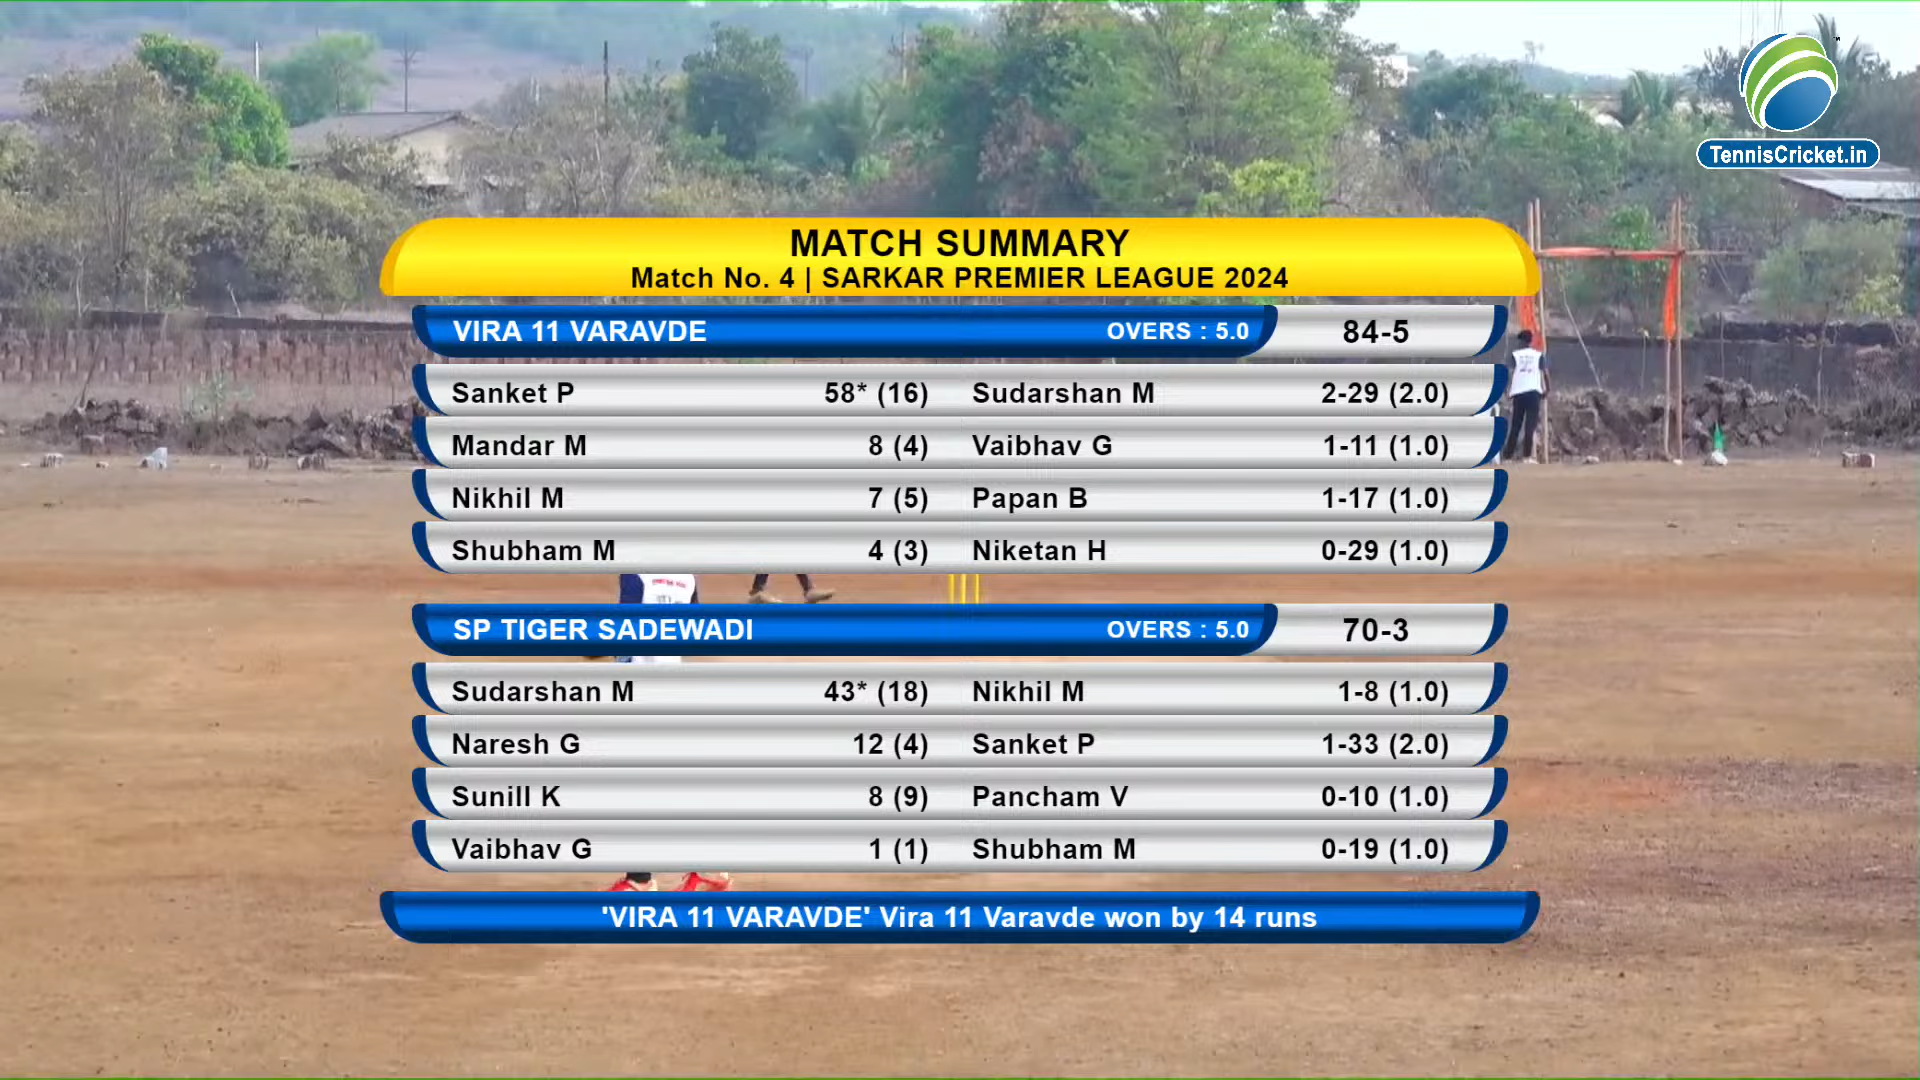 TennisCricket.in
MATCH SUMMARY
Match No. 4 | SARKAR PREMIER LEAGUE 2024
VIRA 11 VARAVDE OVERS : 5.0 84-5
Sanket P 58* (16) Sudarshan M 2-29 (2.0)
Mandar M 8 (4) Vaibhav G 1-11 (1.0)
Nikhil M 7 (5) Papan B 1-17 (1.0)
Shubham M 4 (3) Niketan H 0-29 (1.0)
SP TIGER SADEWADI OVERS : 5.0 70-3
Sudarshan M 43* (18) Nikhil M 1-8 (1.0)
Naresh G 12 (4) Sanket P 1-33 (2.0)
Sunill K 8 (9) Pancham V 0-10 (1.0)
Vaibhav G 1 (1) Shubham M 0-19 (1.0)
'VIRA 11 VARAVDE' Vira 11 Varavde won by 14 runs